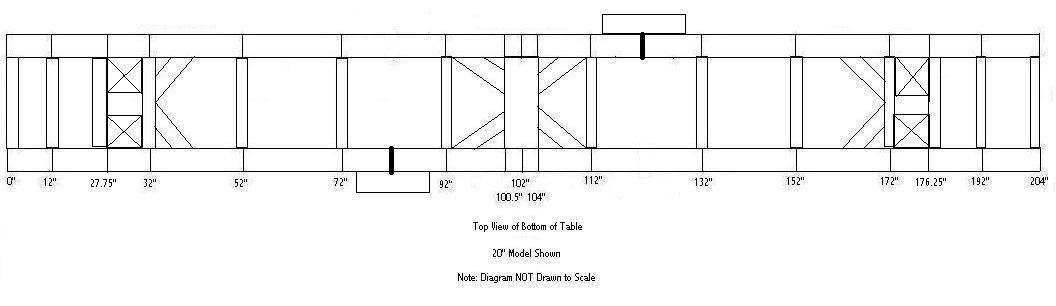 0" 12" 27.75" 32" 52" 72" 92" 102" 112" 132" 152" 172" 176.25" 192" 204"
100.5" 104"
Top View of Bottom of Table
20" Model Shown
Note: Diagram NOT Drawn to Scale